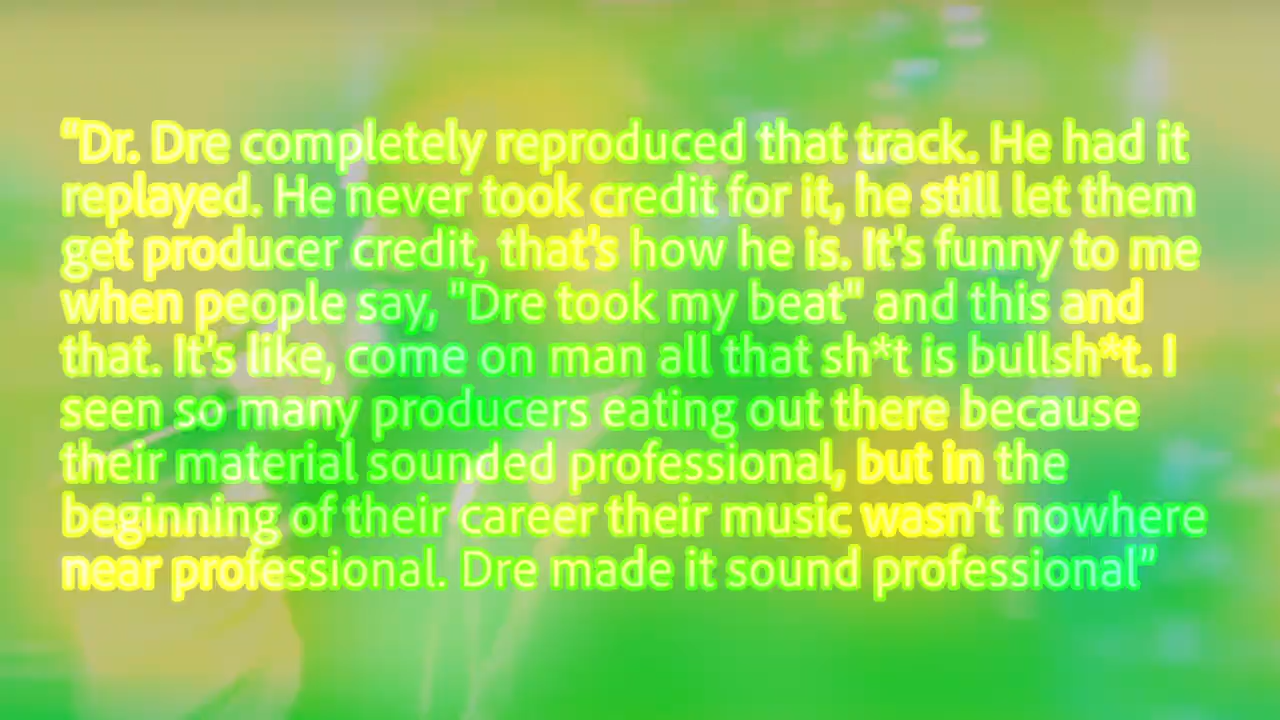 “Dr. Dre completely reproduced that track. He had it
replayed. He never took credit for it, he still let them
get producer credit, that's how he is. It's funny to me
when people say, "Dre took my beat" and this and
that. It's like, come on man all that sh*t is bullsh*t. I
seen so many producers eating out there because
their material sounded professional, but in the
beginning of their career their music wasn't nowhere
near professional. Dre made it sound professional”